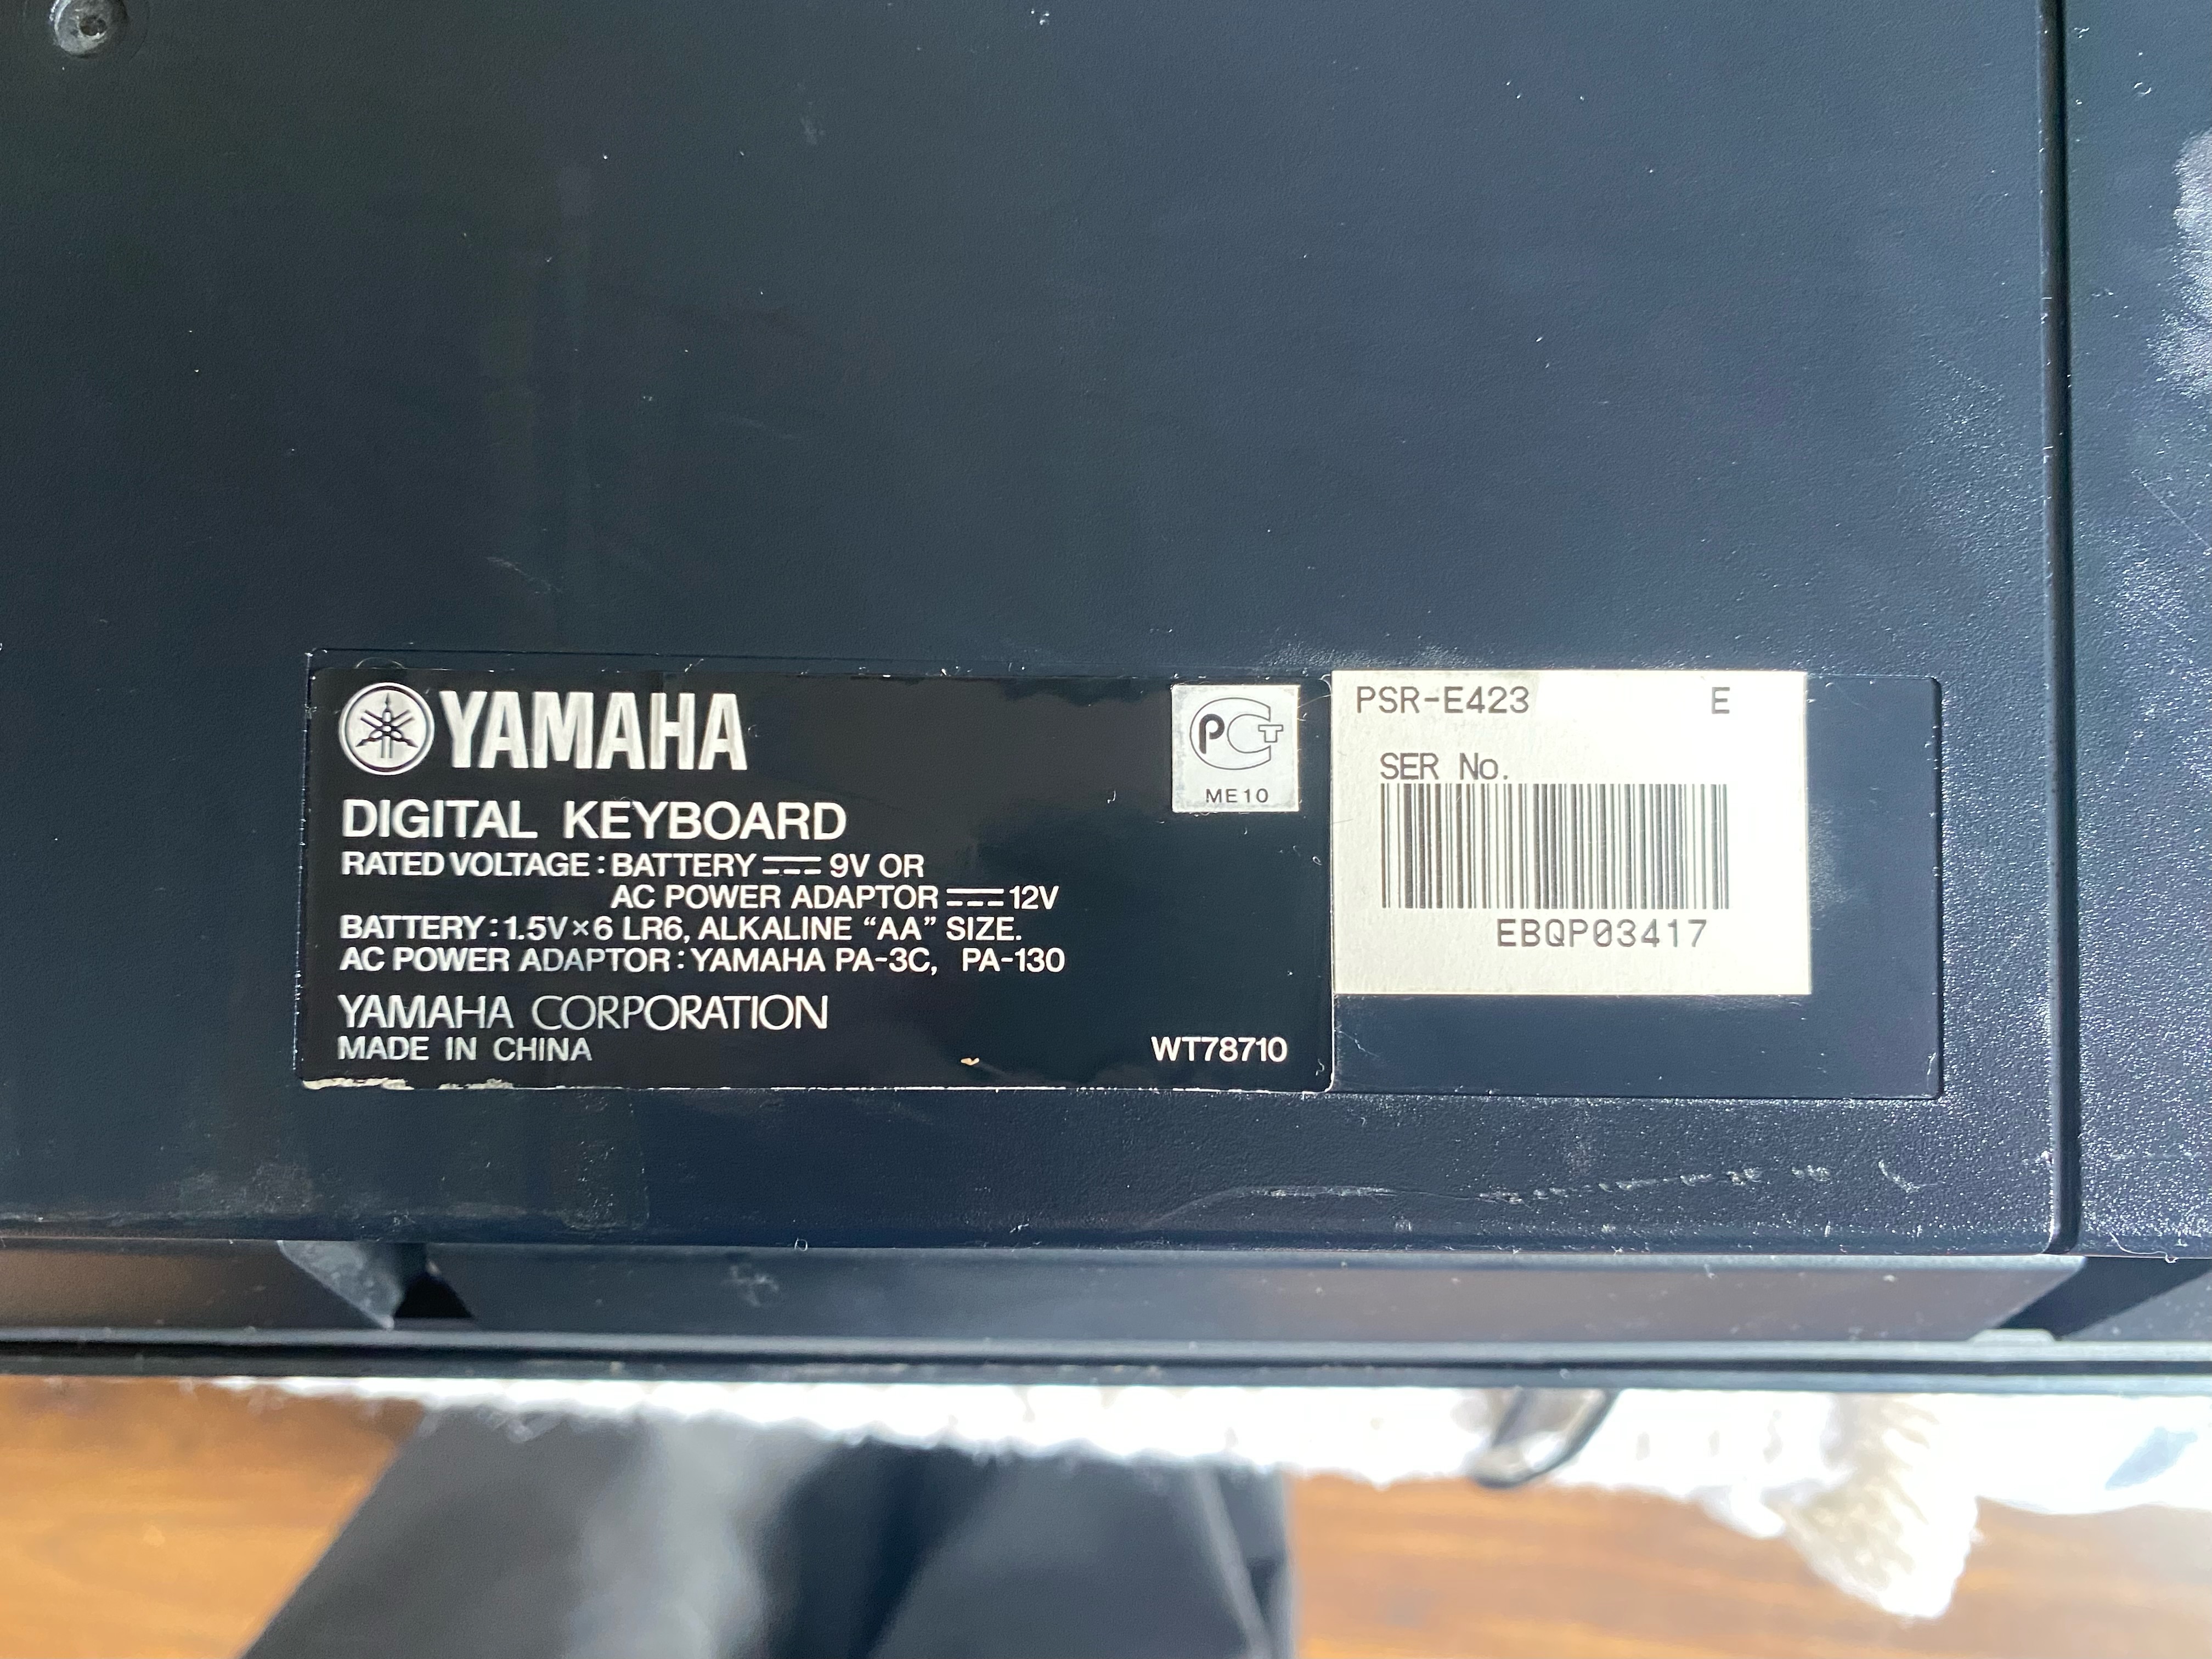 YAMAHA
DIGITAL KEYBOARD
RATED VOLTAGE : BATTERY ⎓ 9V OR
AC POWER ADAPTOR ⎓ 12V
BATTERY : 1.5V×6 LR6, ALKALINE “AA” SIZE.
AC POWER ADAPTOR : YAMAHA PA-3C, PA-130
YAMAHA CORPORATION
MADE IN CHINA
WT78710
PCT
ME10
PSR-E423 E
SER No.
EBQP03417